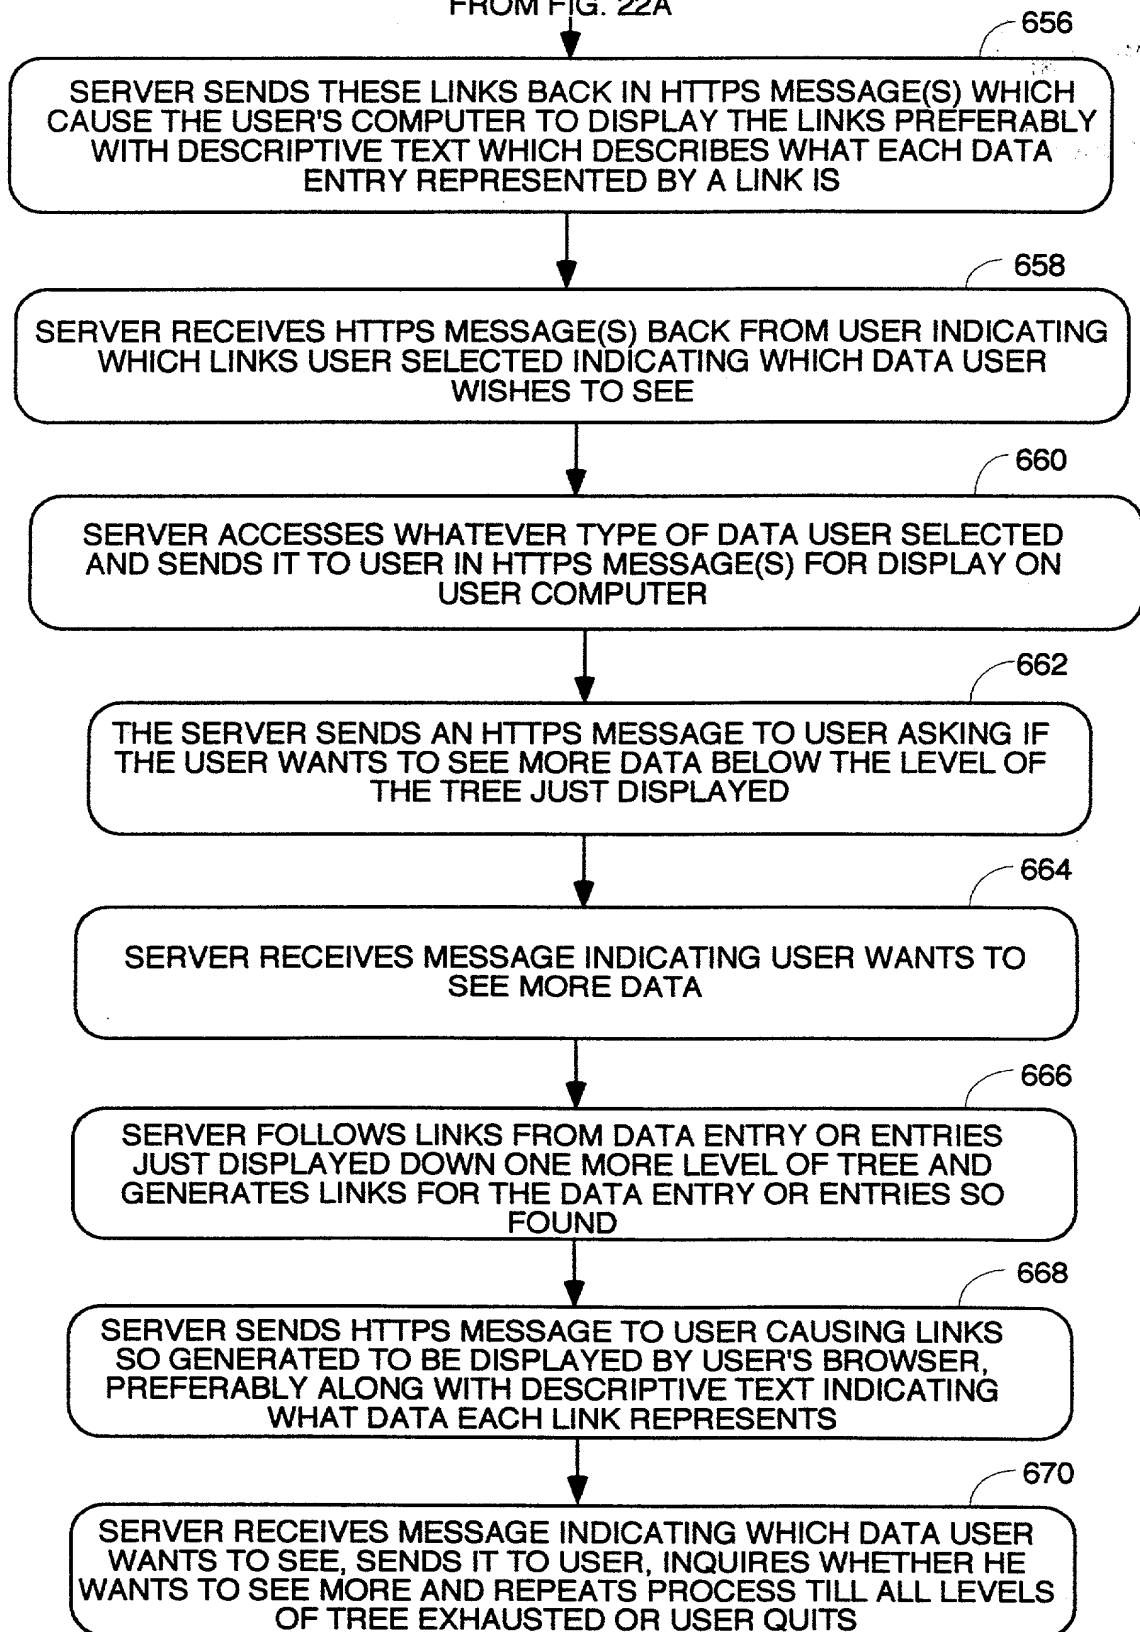 FROM FIG. 22A
656
SERVER SENDS THESE LINKS BACK IN HTTPS MESSAGE(S) WHICH
CAUSE THE USER'S COMPUTER TO DISPLAY THE LINKS PREFERABLY
WITH DESCRIPTIVE TEXT WHICH DESCRIBES WHAT EACH DATA
ENTRY REPRESENTED BY A LINK IS
658
SERVER RECEIVES HTTPS MESSAGE(S) BACK FROM USER INDICATING
WHICH LINKS USER SELECTED INDICATING WHICH DATA USER
WISHES TO SEE
660
SERVER ACCESSES WHATEVER TYPE OF DATA USER SELECTED
AND SENDS IT TO USER IN HTTPS MESSAGE(S) FOR DISPLAY ON
USER COMPUTER
662
THE SERVER SENDS AN HTTPS MESSAGE TO USER ASKING IF
THE USER WANTS TO SEE MORE DATA BELOW THE LEVEL OF
THE TREE JUST DISPLAYED
664
SERVER RECEIVES MESSAGE INDICATING USER WANTS TO
SEE MORE DATA
666
SERVER FOLLOWS LINKS FROM DATA ENTRY OR ENTRIES
JUST DISPLAYED DOWN ONE MORE LEVEL OF TREE AND
GENERATES LINKS FOR THE DATA ENTRY OR ENTRIES SO
FOUND
668
SERVER SENDS HTTPS MESSAGE TO USER CAUSING LINKS
SO GENERATED TO BE DISPLAYED BY USER'S BROWSER,
PREFERABLY ALONG WITH DESCRIPTIVE TEXT INDICATING
WHAT DATA EACH LINK REPRESENTS
670
SERVER RECEIVES MESSAGE INDICATING WHICH DATA USER
WANTS TO SEE, SENDS IT TO USER, INQUIRES WHETHER HE
WANTS TO SEE MORE AND REPEATS PROCESS TILL ALL LEVELS
OF TREE EXHAUSTED OR USER QUITS